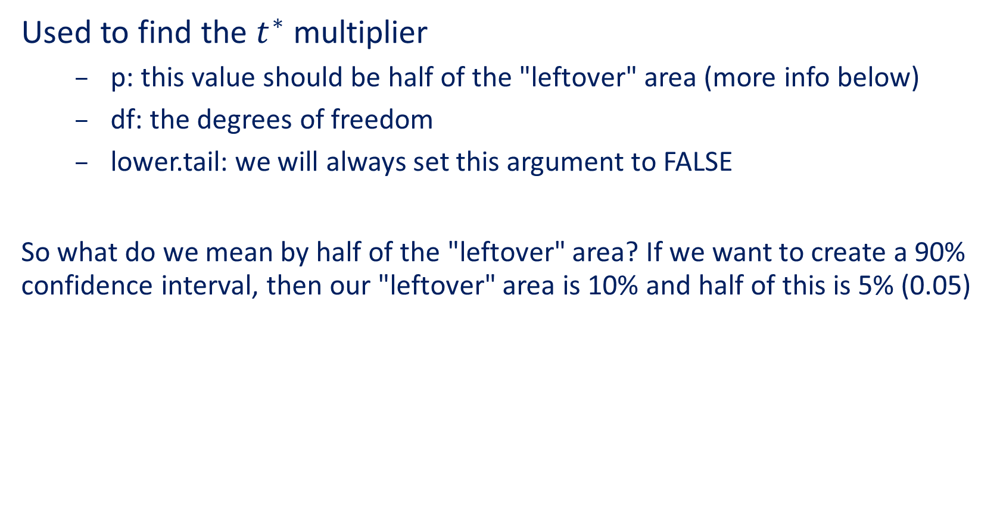 Used to find the t* multiplier
– p: this value should be half of the "leftover" area (more info below)
– df: the degrees of freedom
– lower.tail: we will always set this argument to FALSE
So what do we mean by half of the "leftover" area? If we want to create a 90%
confidence interval, then our "leftover" area is 10% and half of this is 5% (0.05)